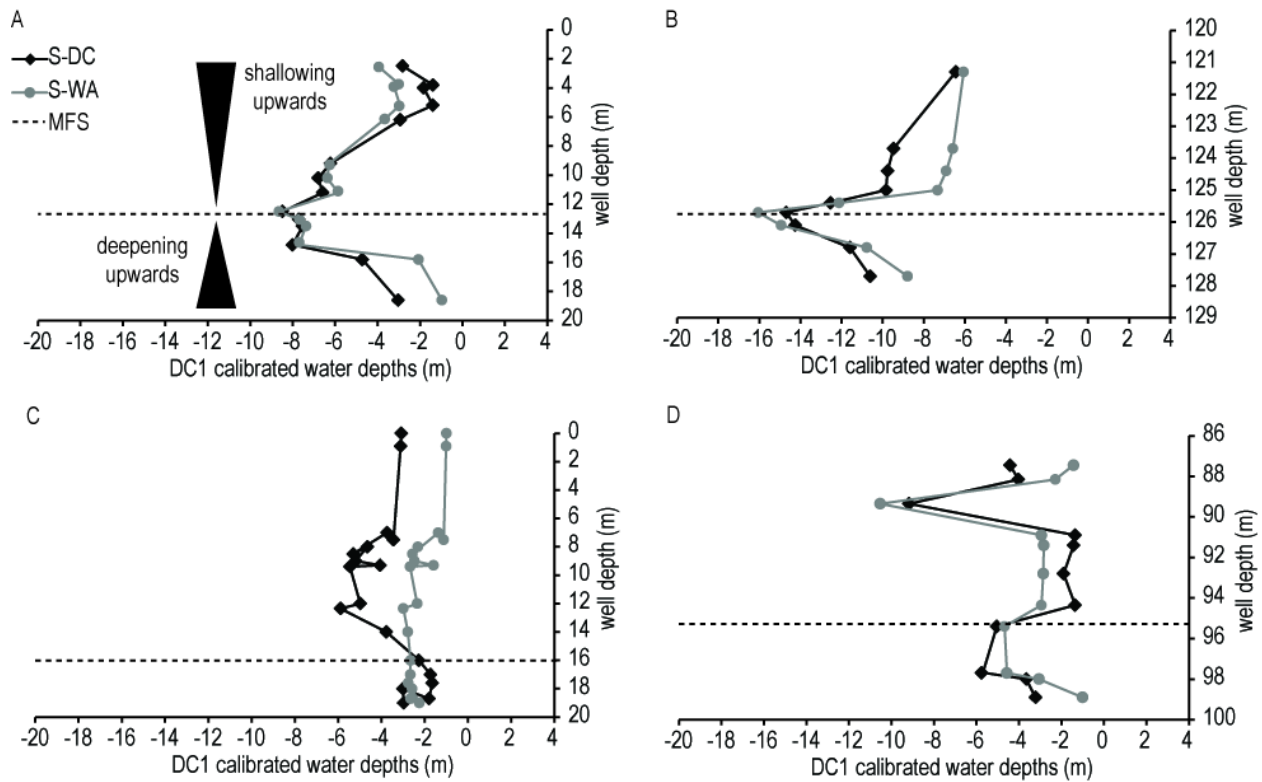 A
S-DC
S-WA
MFS
shallowing
upwards
deepening
upwards
0
2
4
6
8
10
12
14
16
18
20
well depth (m)
-20 -18 -16 -14 -12 -10 -8 -6 -4 -2 0 2 4
DC1 calibrated water depths (m)
B
120
121
122
123
124
125
126
127
128
129
well depth (m)
-20 -18 -16 -14 -12 -10 -8 -6 -4 -2 0 2 4
DC1 calibrated water depths (m)
C
0
2
4
6
8
10
12
14
16
18
20
well depth (m)
-20 -18 -16 -14 -12 -10 -8 -6 -4 -2 0 2 4
DC1 calibrated water depths (m)
D
86
88
90
92
94
96
98
100
well depth (m)
-20 -18 -16 -14 -12 -10 -8 -6 -4 -2 0 2 4
DC1 calibrated water depths (m)